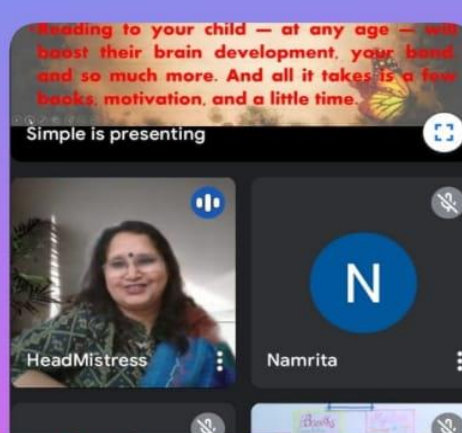 Reading to your child — at any age — will
boost their brain development, your bond,
and so much more. And all it takes is a few
books, motivation, and a little time.
Simple is presenting
N
HeadMistress
Namrita
Books